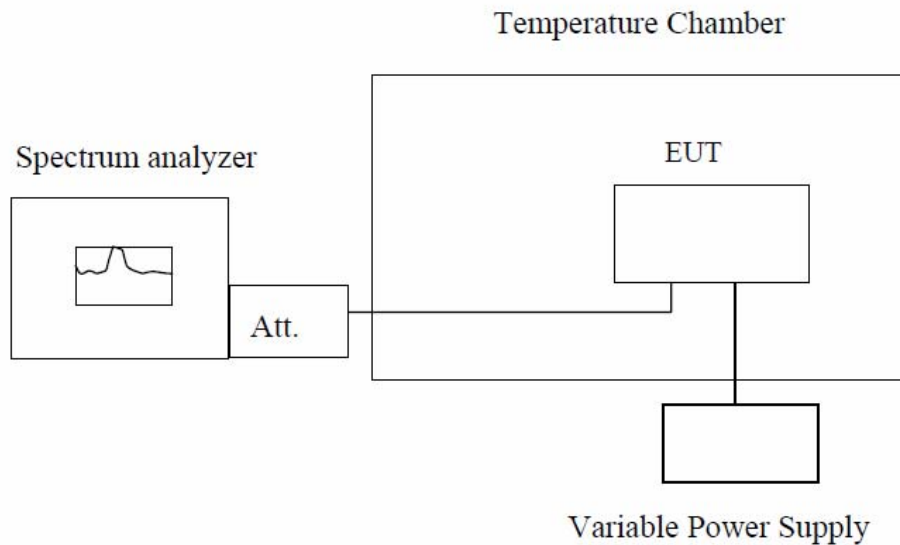 Temperature Chamber
Spectrum analyzer
EUT
Att.
Variable Power Supply